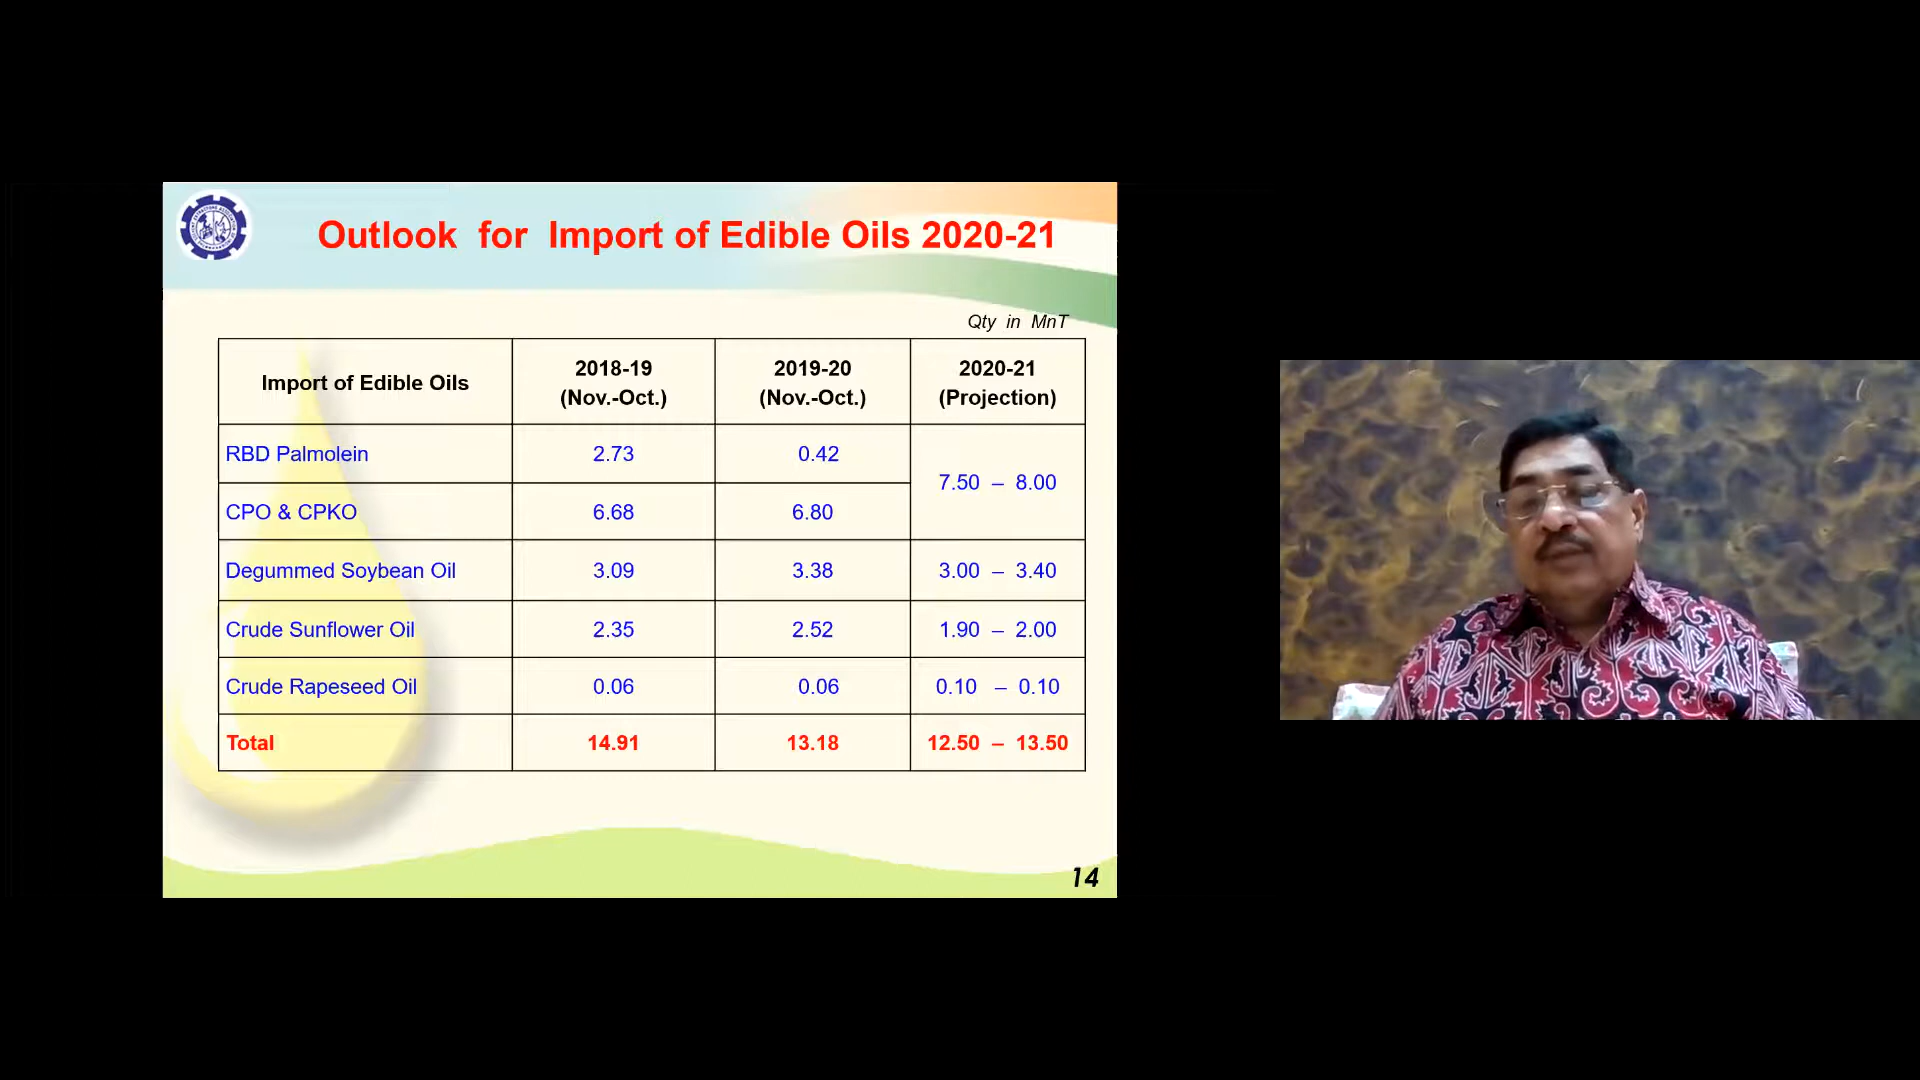 Outlook for Import of Edible Oils 2020-21
Qty in MnT
Import of Edible Oils 2018-19 (Nov.-Oct.) 2019-20 (Nov.-Oct.) 2020-21 (Projection)
RBD Palmolein 2.73 0.42 7.50 – 8.00
CPO & CPKO 6.68 6.80
Degummed Soybean Oil 3.09 3.38 3.00 – 3.40
Crude Sunflower Oil 2.35 2.52 1.90 – 2.00
Crude Rapeseed Oil 0.06 0.06 0.10 – 0.10
Total 14.91 13.18 12.50 – 13.50
14